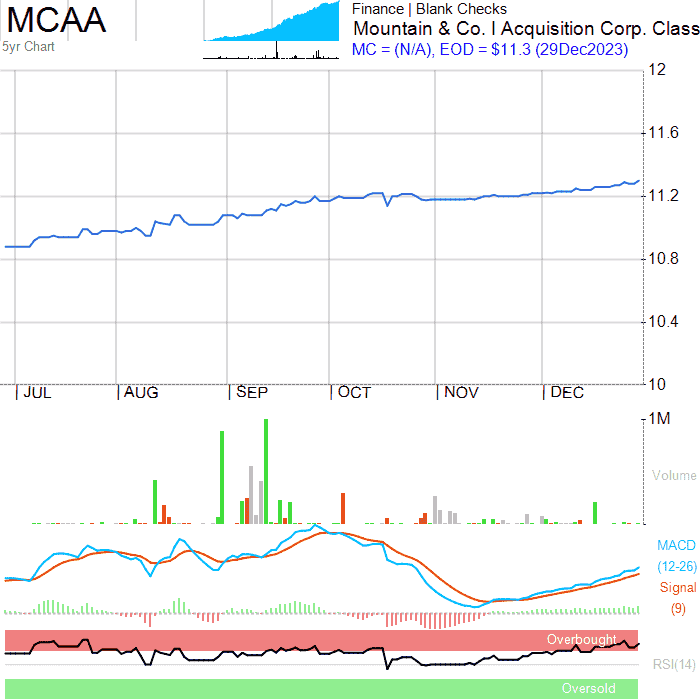 MCAA
5yr Chart
Finance | Blank Checks
Mountain & Co. I Acquisition Corp. Class
MC = (N/A), EOD = $11.3 (29Dec2023)
12
11.6
11.2
10.8
10.4
10
| JUL | AUG | SEP | OCT | NOV | DEC
1M
Volume
MACD
(12-26)
Signal
(9)
Overbought
RSI(14)
Oversold